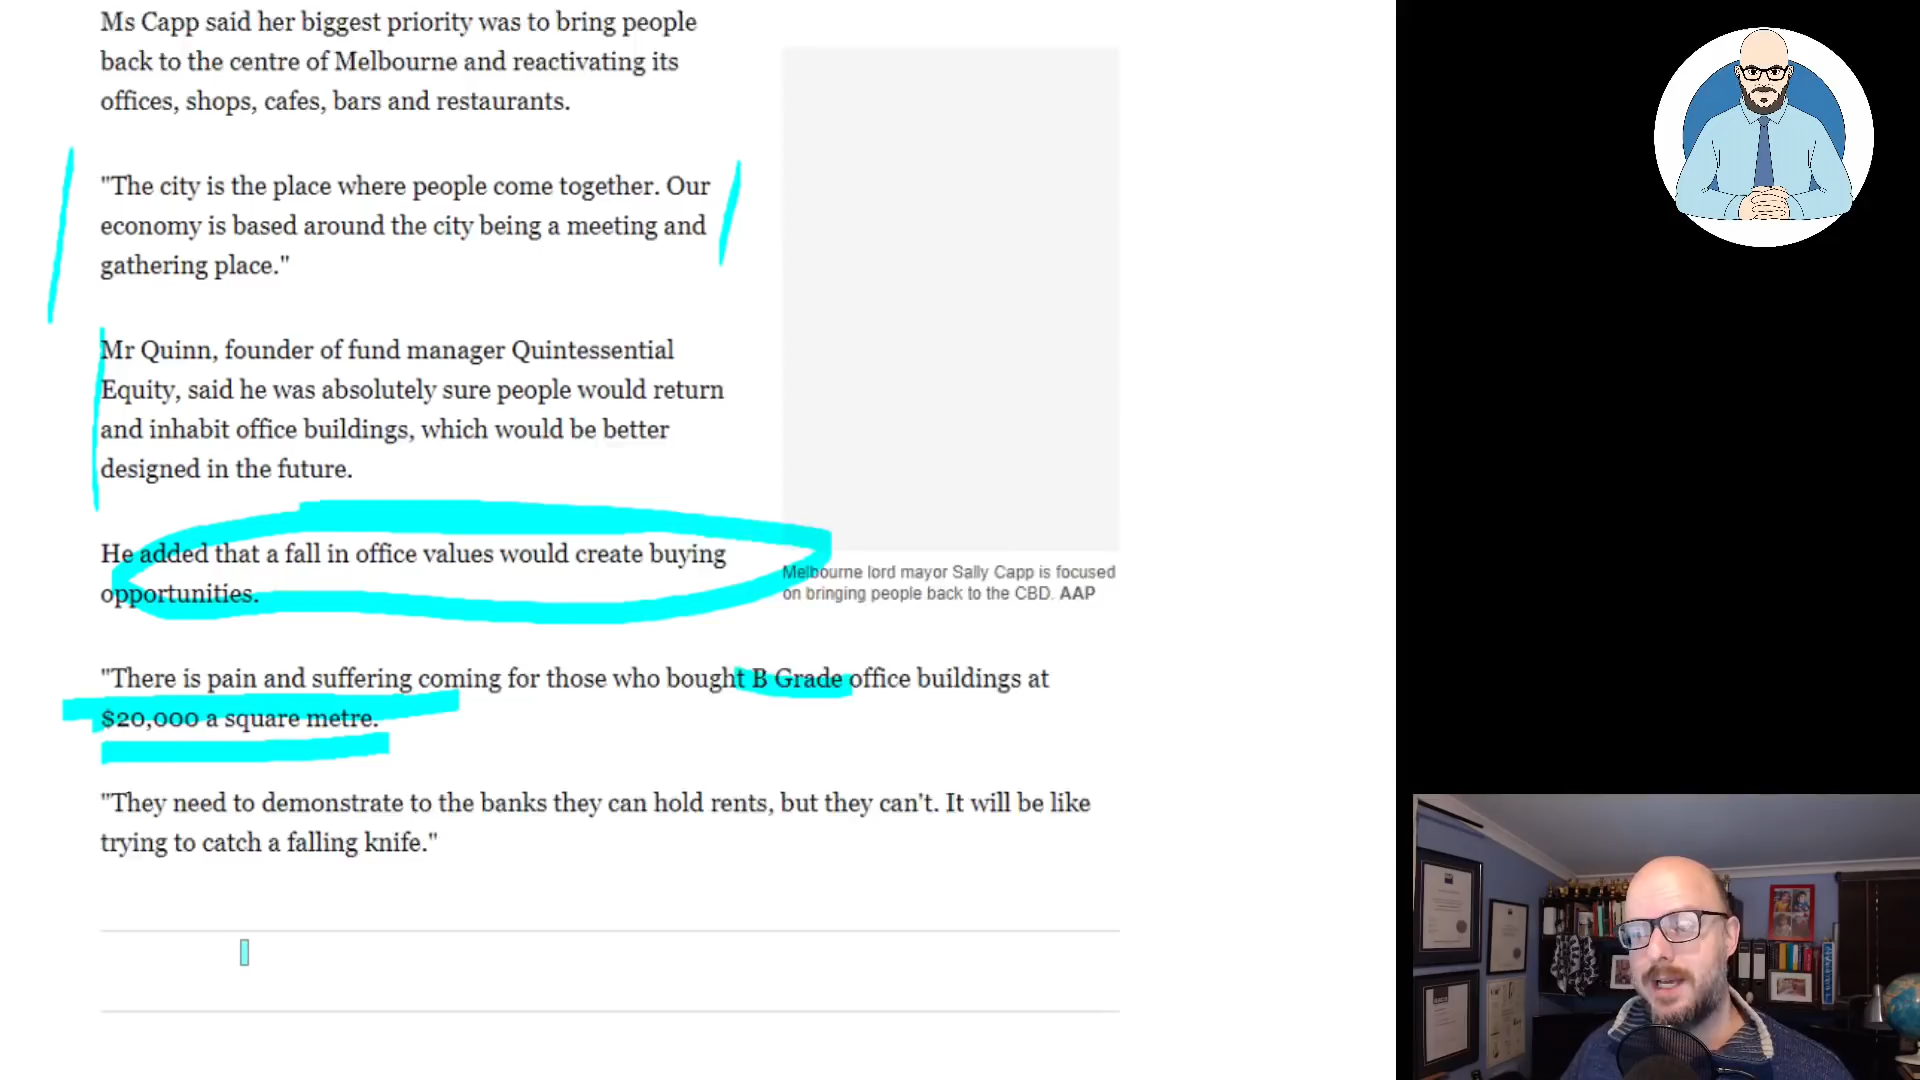 Ms Capp said her biggest priority was to bring people
back to the centre of Melbourne and reactivating its
offices, shops, cafes, bars and restaurants.
"The city is the place where people come together. Our
economy is based around the city being a meeting and
gathering place."
Mr Quinn, founder of fund manager Quintessential
Equity, said he was absolutely sure people would return
and inhabit office buildings, which would be better
designed in the future.
He added that a fall in office values would create buying
opportunities.
Melbourne lord mayor Sally Capp is focused
on bringing people back to the CBD. AAP
"There is pain and suffering coming for those who bought B Grade office buildings at
$20,000 a square metre.
"They need to demonstrate to the banks they can hold rents, but they can't. It will be like
trying to catch a falling knife."